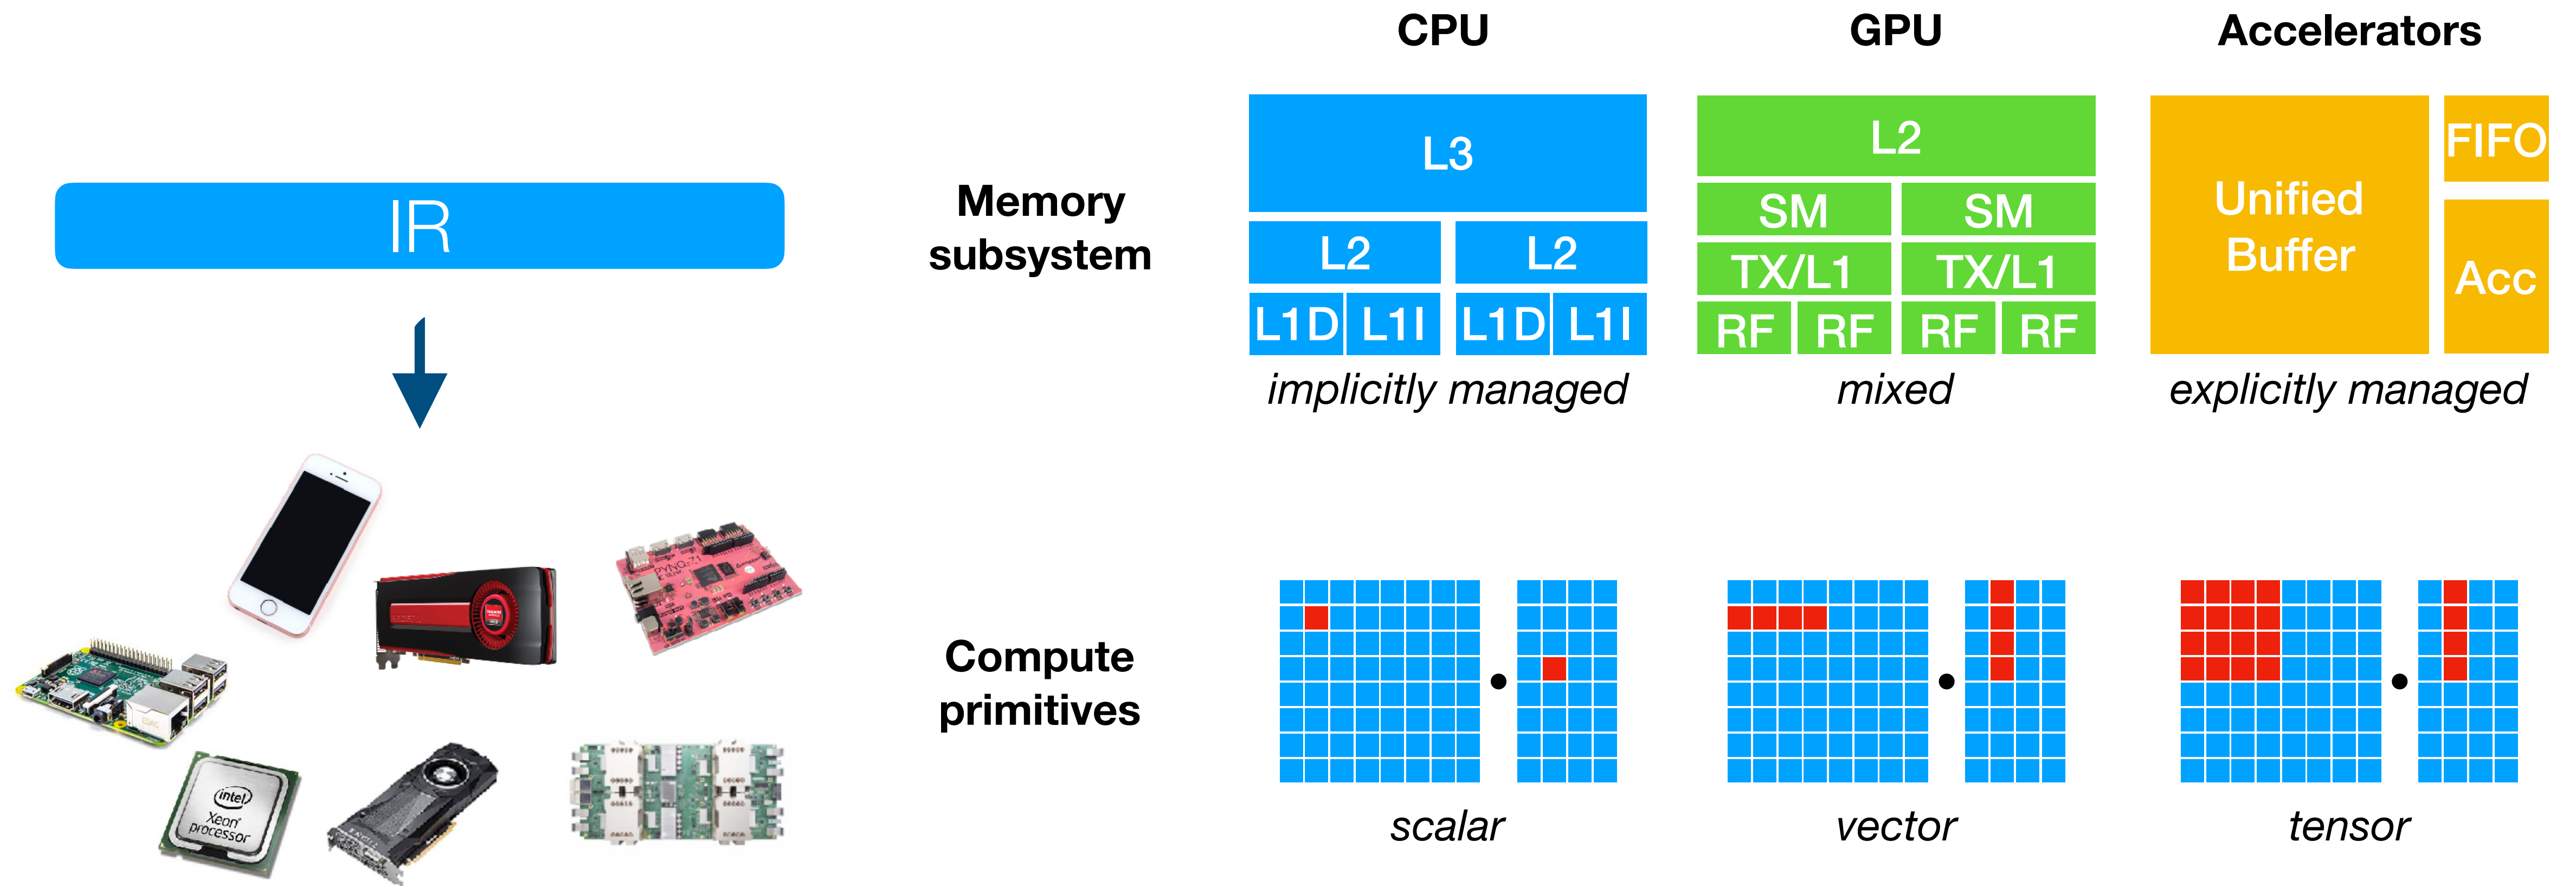 CPU
GPU
Accelerators
IR
Memory
subsystem
L3
L2 L2
L1D L1I L1D L1I
implicitly managed
L2
SM SM
TX/L1 TX/L1
RF RF RF RF
mixed
Unified
Buffer
FIFO
Acc
explicitly managed
intel
Xeon®
processor
Compute
primitives
scalar
vector
tensor